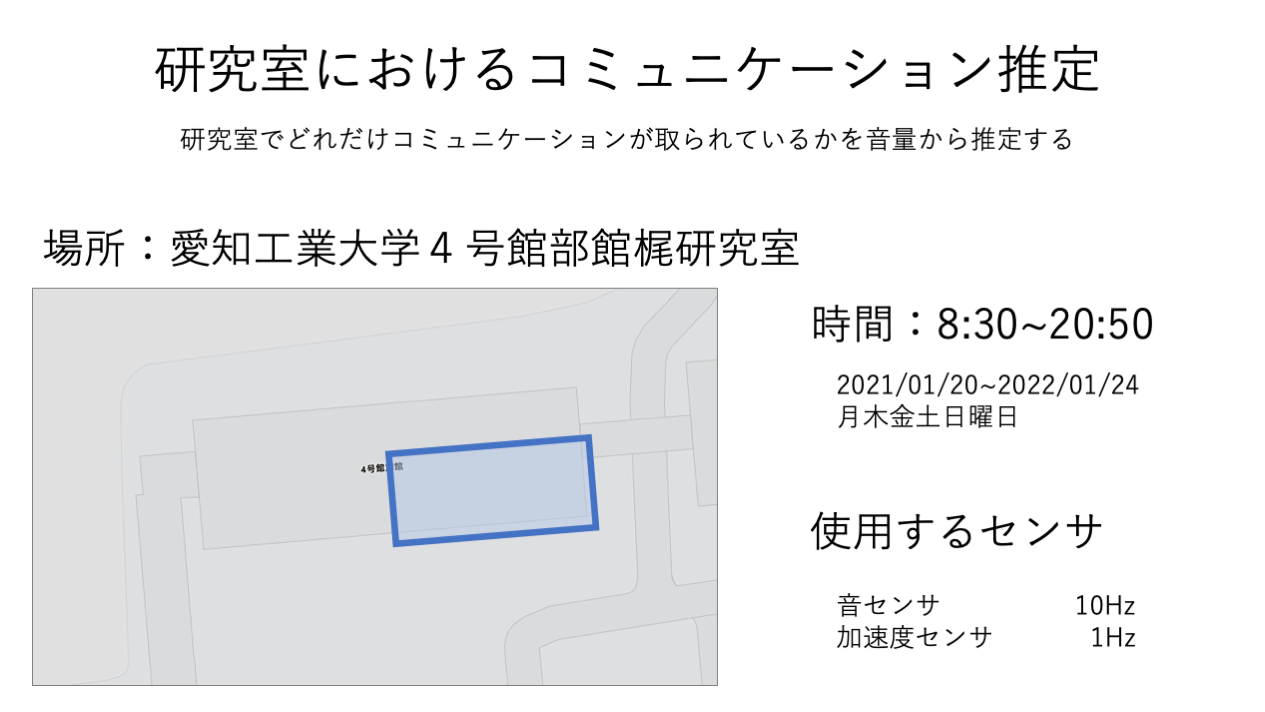 研究室におけるコミュニケーション推定
研究室でどれだけコミュニケーションが取られているかを音量から推定する
場所：愛知工業大学４号館部館梶研究室
4号館
館
時間：8:30~20:50
2021/01/20~2022/01/24
月木金土日曜日
使用するセンサ
音センサ 10Hz
加速度センサ 1Hz